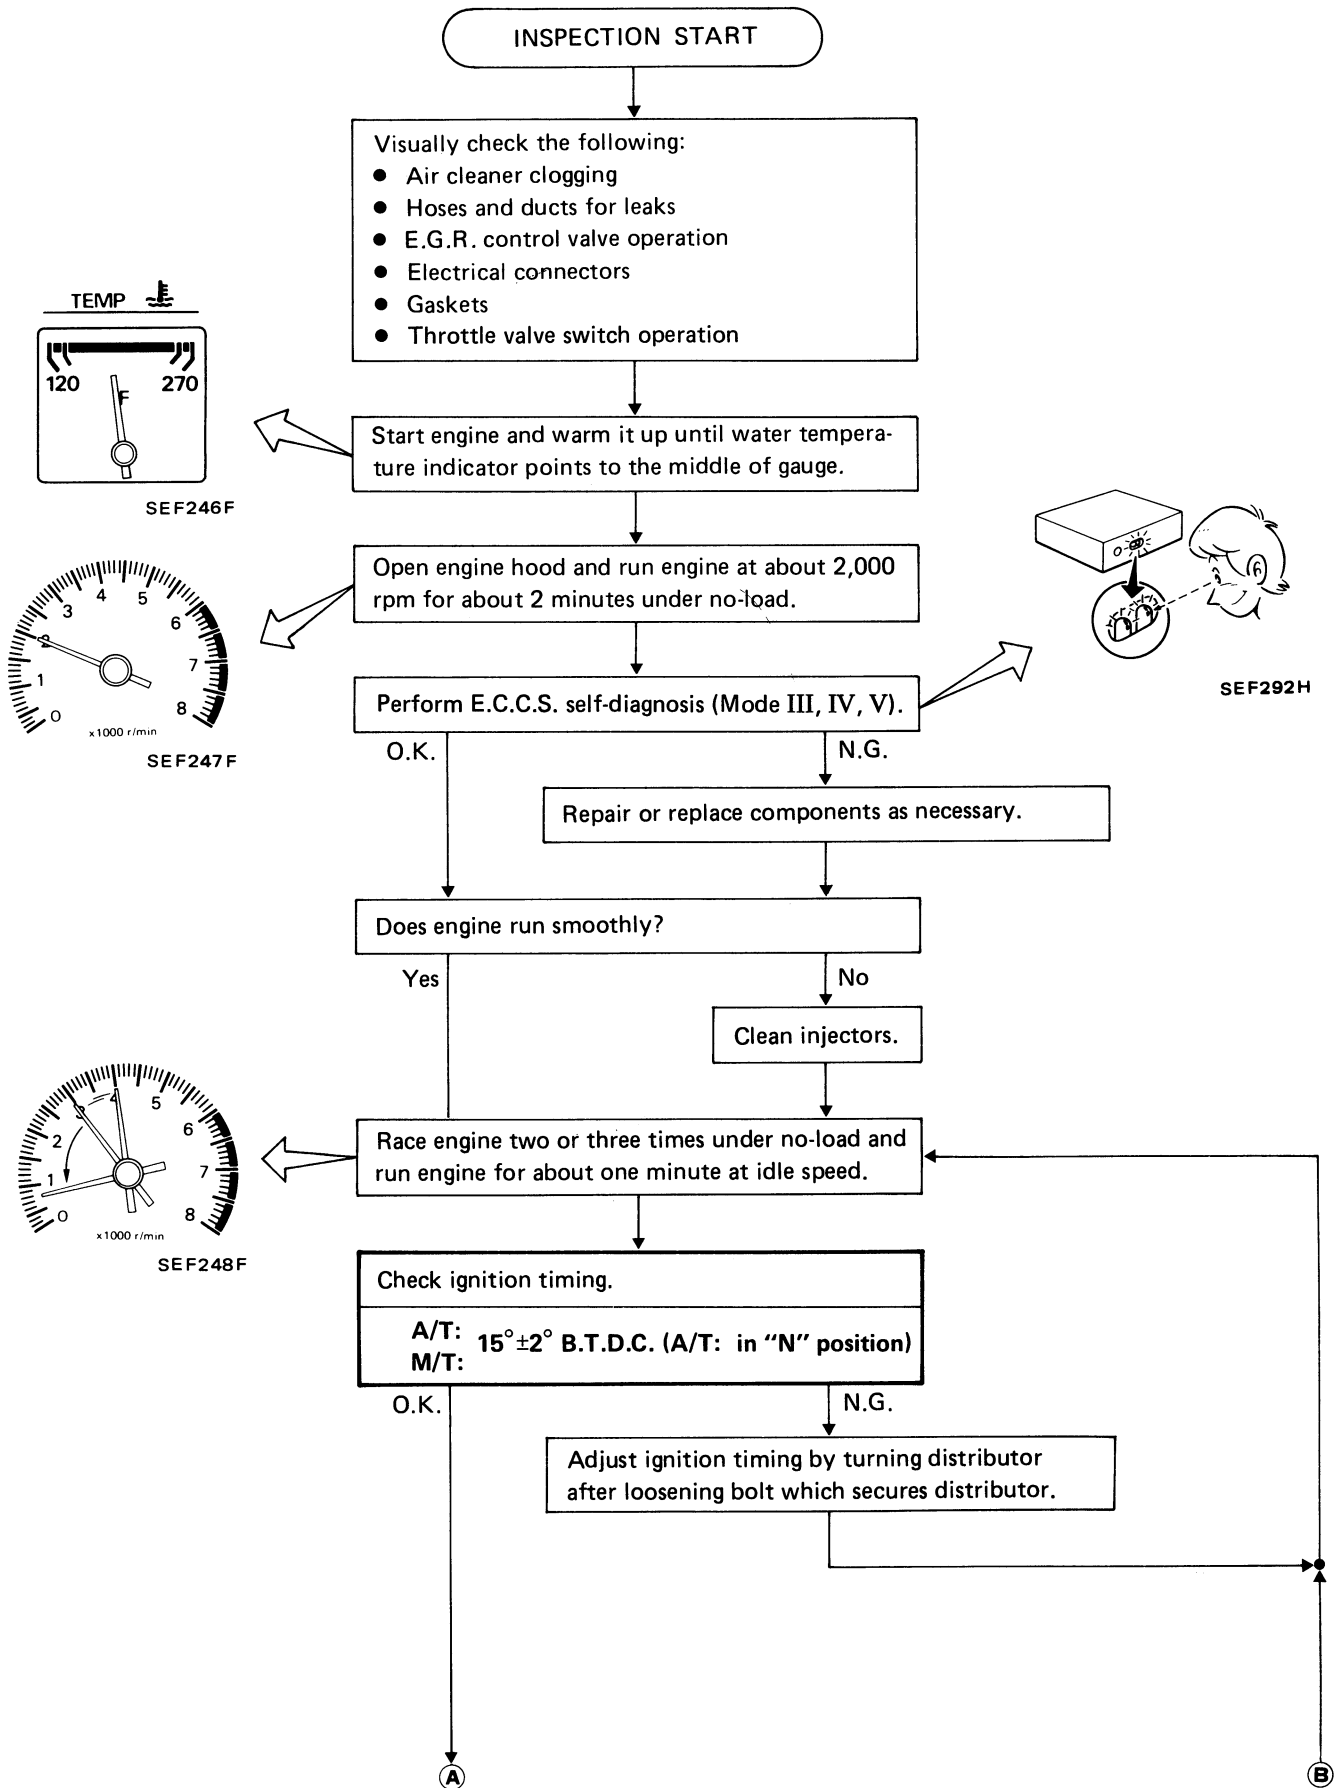 INSPECTION START
Visually check the following:
● Air cleaner clogging
● Hoses and ducts for leaks
● E.G.R. control valve operation
● Electrical connectors
● Gaskets
● Throttle valve switch operation
TEMP
120
270
F
SEF246F
Start engine and warm it up until water tempera-
ture indicator points to the middle of gauge.
Open engine hood and run engine at about 2,000
rpm for about 2 minutes under no-load.
0
1
2
3
4
5
6
7
8
x1000 r/min
SEF247F
SEF292H
Perform E.C.C.S. self-diagnosis (Mode III, IV, V).
O.K.
N.G.
Repair or replace components as necessary.
Does engine run smoothly?
Yes
No
Clean injectors.
Race engine two or three times under no-load and
run engine for about one minute at idle speed.
0
1
2
3
4
5
6
7
8
x1000 r/min
SEF248F
Check ignition timing.
A/T:
M/T:
15°±2° B.T.D.C. (A/T: in “N” position)
O.K.
N.G.
Adjust ignition timing by turning distributor
after loosening bolt which secures distributor.
A
B